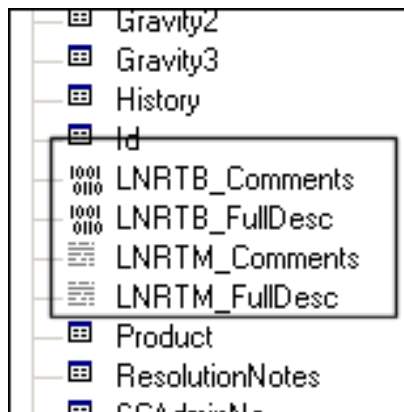 Gravity2
Gravity3
History
Id
LNRTB_Comments
LNRTB_FullDesc
LNRTM_Comments
LNRTM_FullDesc
Product
ResolutionNotes